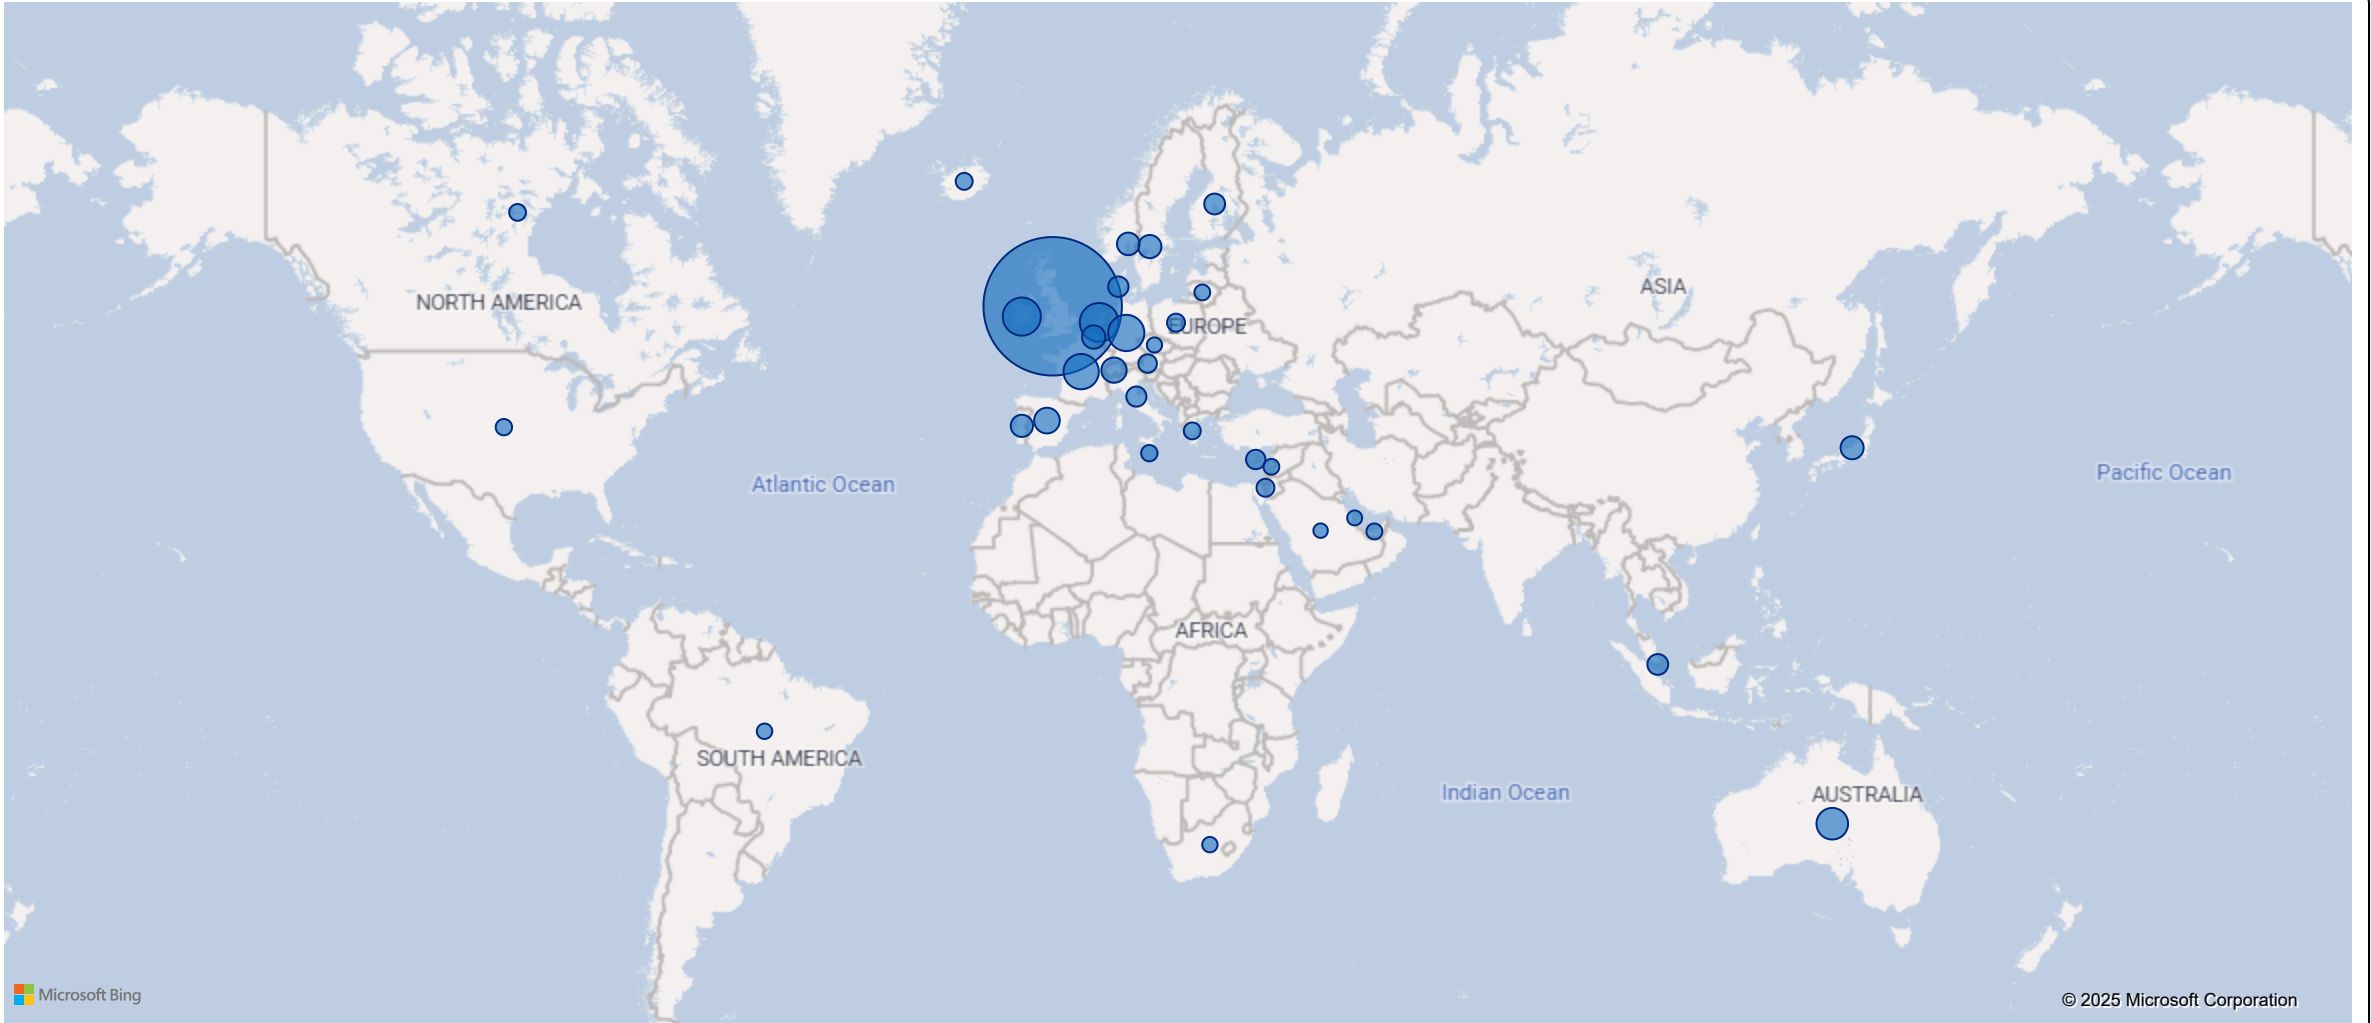 ASIA
NORTH AMERICA
EUROPE
Atlantic Ocean
Pacific Ocean
AFRICA
SOUTH AMERICA
Indian Ocean
AUSTRALIA
Microsoft Bing
© 2025 Microsoft Corporation